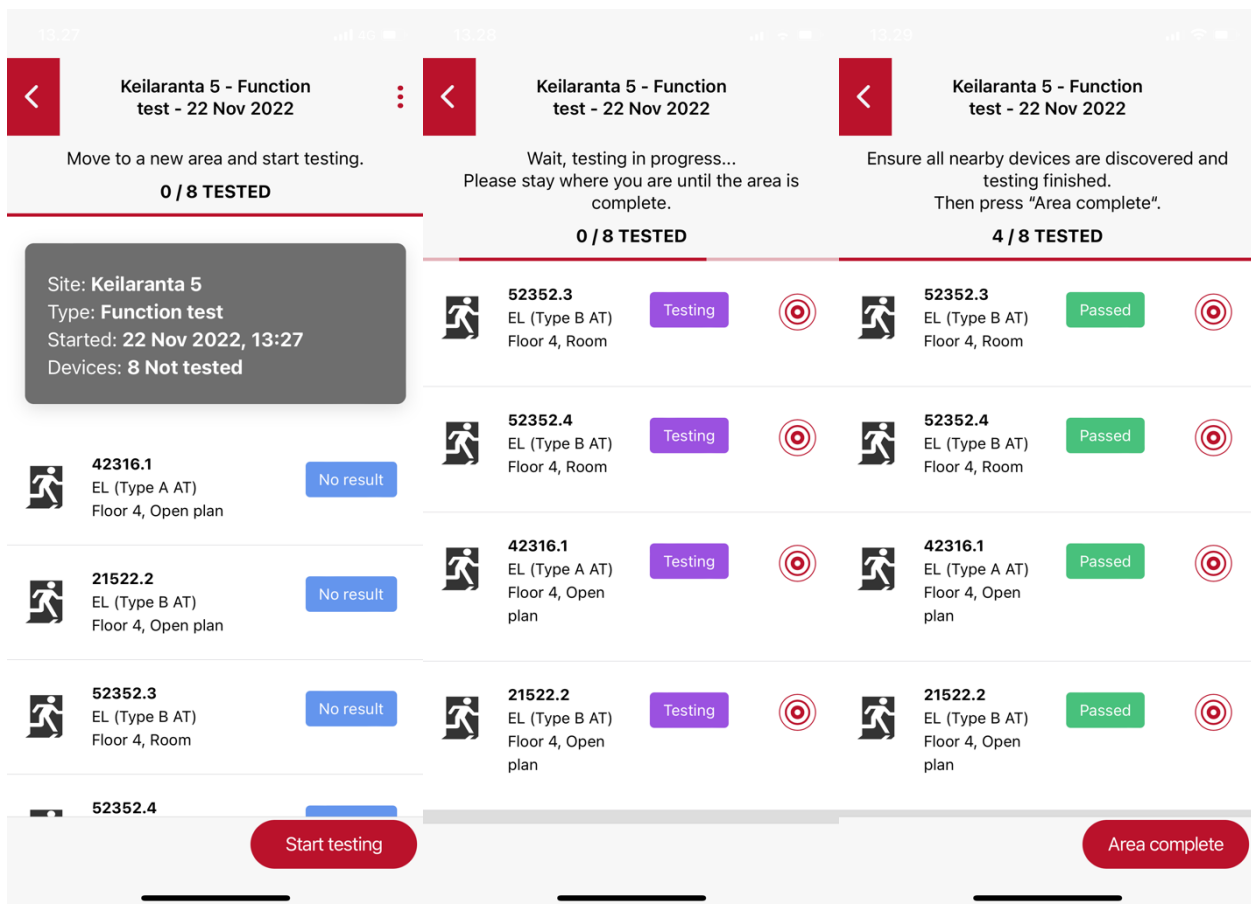 13.27
4G
Keilaranta 5 - Function
test - 22 Nov 2022
Move to a new area and start testing.
0 / 8 TESTED
Site: Keilaranta 5
Type: Function test
Started: 22 Nov 2022, 13:27
Devices: 8 Not tested
42316.1
EL (Type A AT)
Floor 4, Open plan
No result
21522.2
EL (Type B AT)
Floor 4, Open plan
No result
52352.3
EL (Type B AT)
Floor 4, Room
No result
52352.4
Start testing
13.28
Keilaranta 5 - Function
test - 22 Nov 2022
Wait, testing in progress...
Please stay where you are until the area is
complete.
0 / 8 TESTED
52352.3
EL (Type B AT)
Floor 4, Room
Testing
52352.4
EL (Type B AT)
Floor 4, Room
Testing
42316.1
EL (Type A AT)
Floor 4, Open
plan
Testing
21522.2
EL (Type B AT)
Floor 4, Open
plan
Testing
13.29
Keilaranta 5 - Function
test - 22 Nov 2022
Ensure all nearby devices are discovered and
testing finished.
Then press “Area complete“.
4 / 8 TESTED
52352.3
EL (Type B AT)
Floor 4, Room
Passed
52352.4
EL (Type B AT)
Floor 4, Room
Passed
42316.1
EL (Type A AT)
Floor 4, Open
plan
Passed
21522.2
EL (Type B AT)
Floor 4, Open
plan
Passed
Area complete